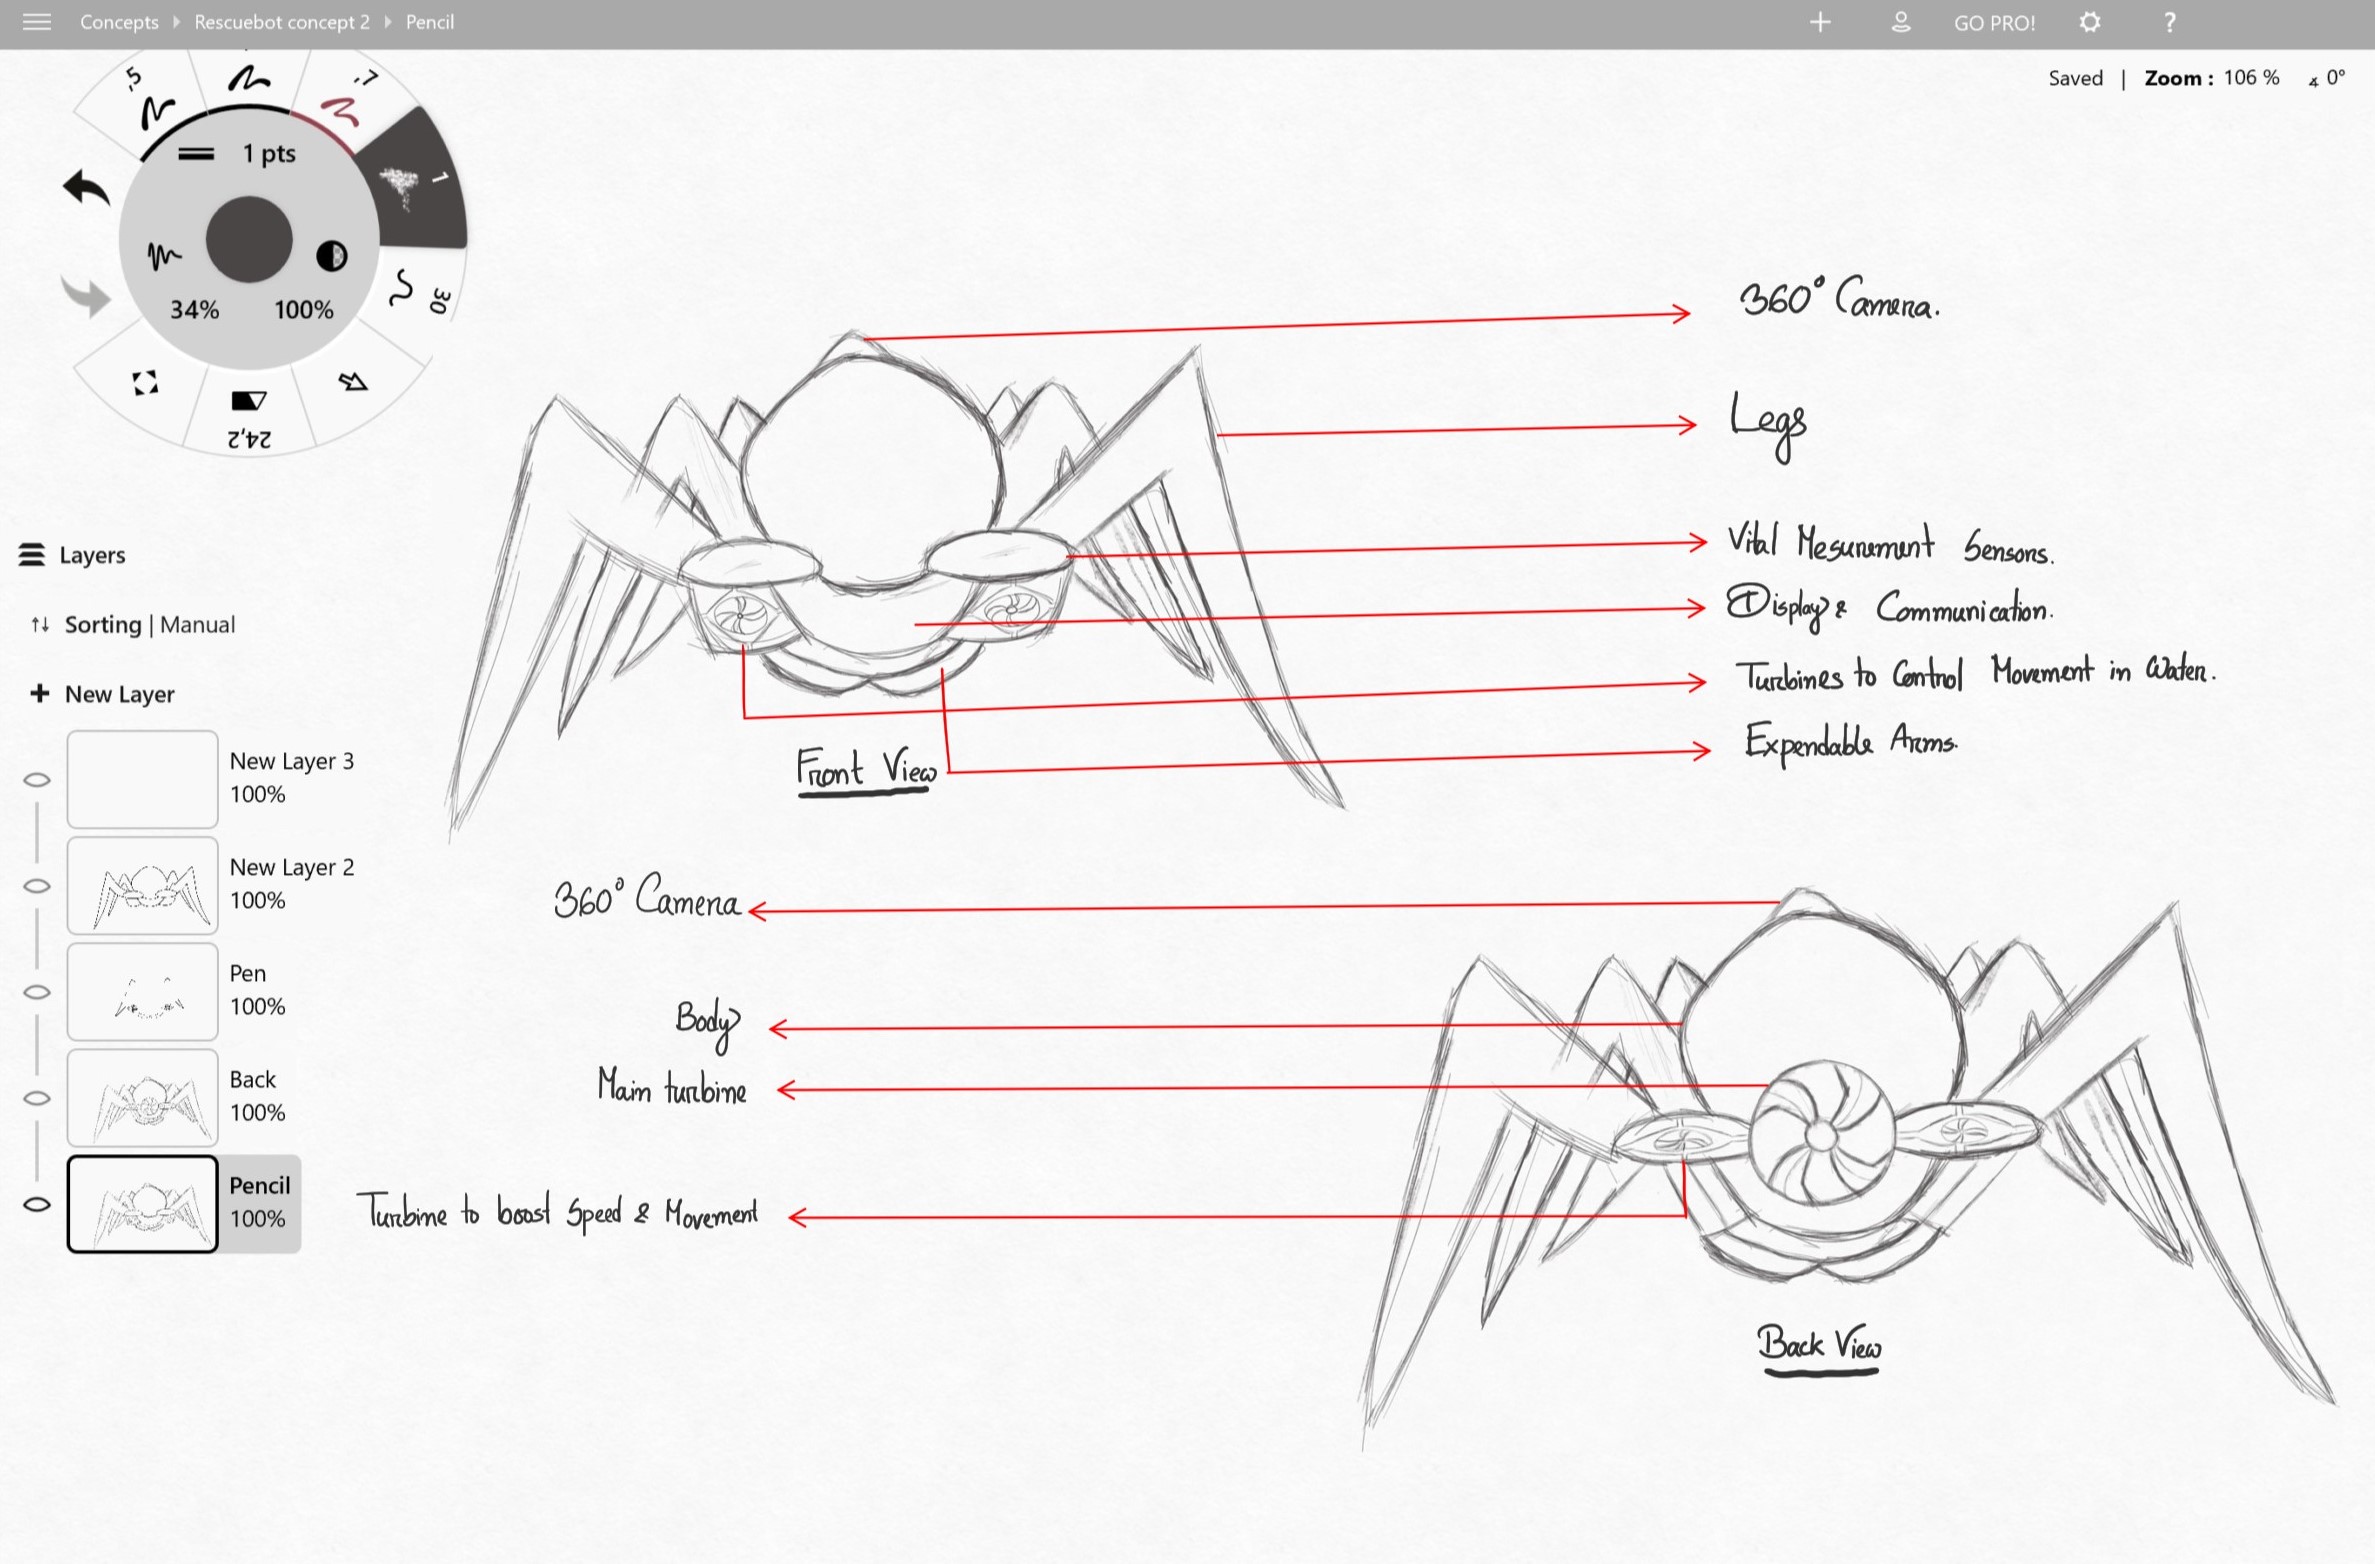 Concepts Rescuebot concept 2 Pencil
GO PRO! ?
Saved | Zoom : 106 % 0°
,5
,7
1 pts
1
34% 100%
30
24,2
Layers
Sorting | Manual
New Layer
New Layer 3
100%
New Layer 2
100%
Pen
100%
Back
100%
Pencil
100%
360° Camera.
Legs
Vital Mesurement Sensors.
Display & Communication.
Turbines to Control Movement in Water.
Expendable Arms.
Front View
360° Camera
Body
Main turbine
Turbine to boost Speed & Movement
Back View